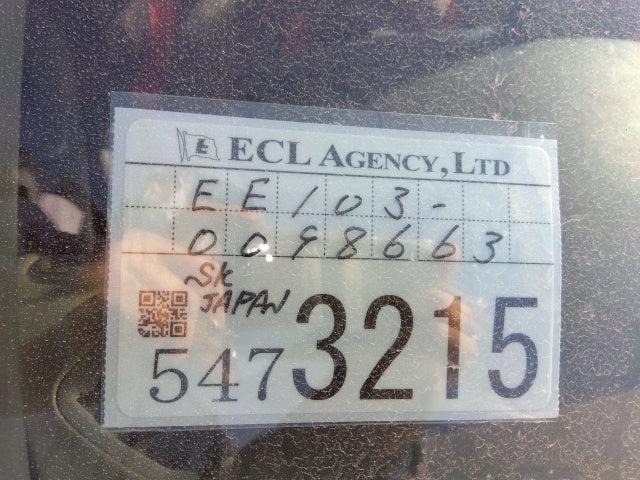 E ECL AGENCY, LTD
EE103-
0098663
SK
JAPAN
5473215